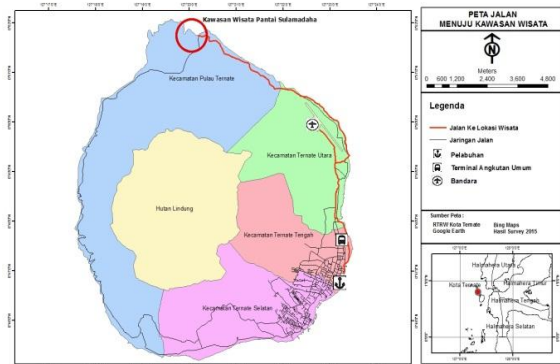 Kawasan Wisata Pantai Sulamadaha
Kecamatan Pulau Ternate
Kecamatan Ternate Utara
Hutan Lindung
Kecamatan Ternate Tengah
Kecamatan Ternate Selatan
PETA JALAN
MENUJU KAWASAN WISATA
N
Meters
0 600 1.200 2.400 3.600 4.800
Legenda
Jalan Ke Lokasi Wisata
Jaringan Jalan
Pelabuhan
Terminal Angkutan Umum
Bandara
Sumber Peta :
RTRW Kota Ternate Bing Maps
Google Earth Hasil Survey 2015
Halmahera Utara
Kota Ternate
Halmahera Timur
Halmahera Tengah
Halmahera Selatan